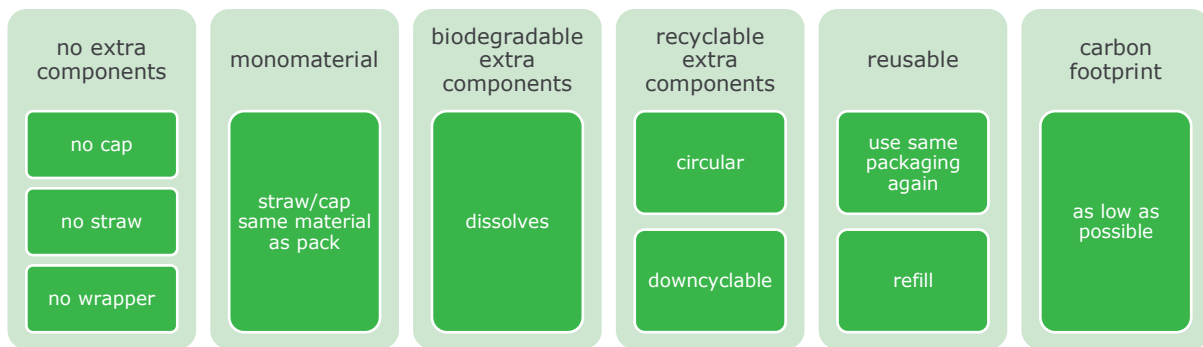 no extra
components
no cap
no straw
no wrapper
monomaterial
straw/cap
same material
as pack
biodegradable
extra
components
dissolves
recyclable
extra
components
circular
downcyclable
reusable
use same
packaging
again
refill
carbon
footprint
as low as
possible